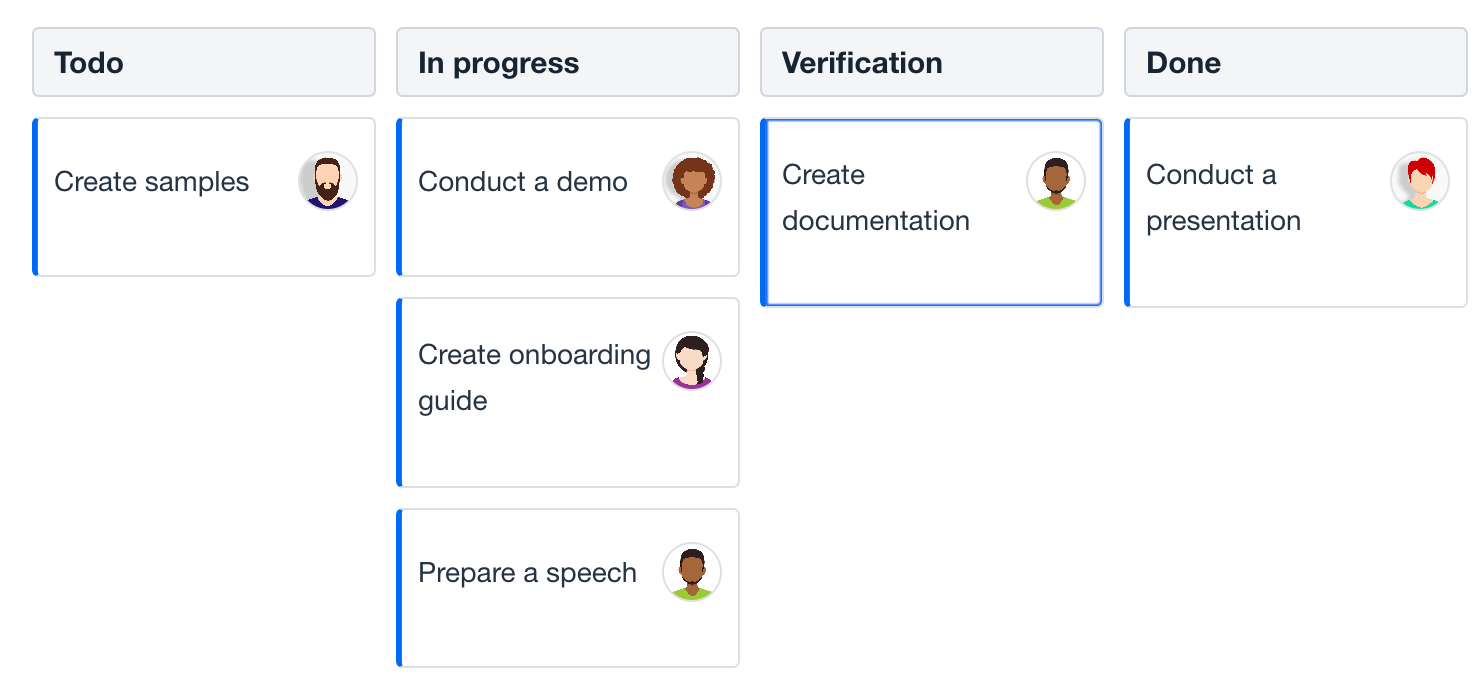 Todo
Create samples
In progress
Conduct a demo
Create onboarding
guide
Prepare a speech
Verification
Create
documentation
Done
Conduct a
presentation